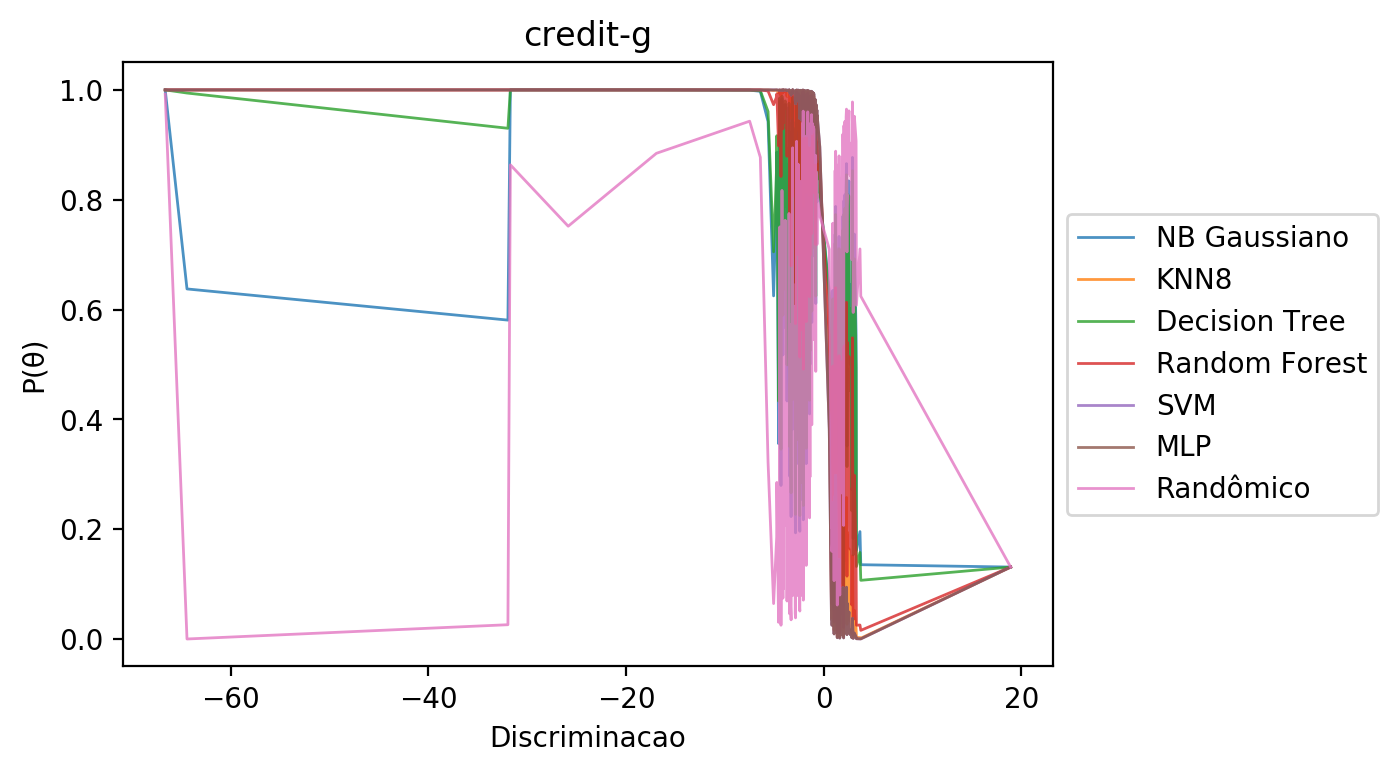 credit-g
P(θ)
1.0
0.8
0.6
0.4
0.2
0.0
−60
−40
−20
0
20
Discriminacao
NB Gaussiano
KNN8
Decision Tree
Random Forest
SVM
MLP
Randômico